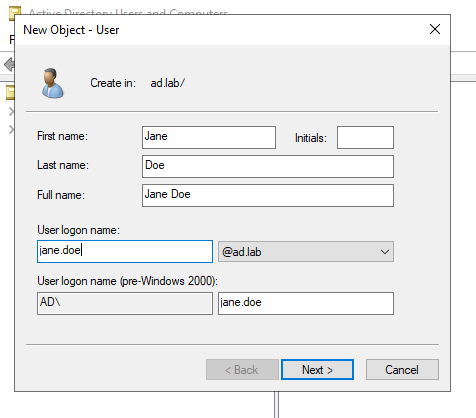 Active Directory Users and Computers
New Object - User
F
Create in: ad.lab/
First name: Jane Initials:
Last name: Doe
Full name: Jane Doe
User logon name:
jane.doe @ad.lab
User logon name (pre-Windows 2000):
AD\ jane.doe
< Back Next > Cancel